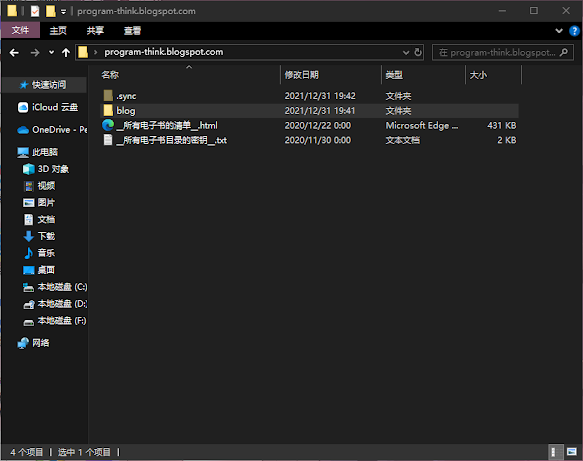 program-think.blogspot.com
文件 主页 共享 查看
program-think.blogspot.com 在 program-think.blogspot.com...
名称 修改日期 类型 大小
快速访问
iCloud 云盘
OneDrive - Pe
此电脑
3D 对象
视频
图片
文档
下载
音乐
桌面
本地磁盘 (C:)
本地磁盘 (D:)
本地磁盘 (F:)
网络
.sync 2021/12/31 19:42 文件夹
blog 2021/12/31 19:41 文件夹
__所有电子书的清单__.html 2020/12/22 0:00 Microsoft Edge ... 431 KB
__所有电子书目录的密钥__.txt 2020/11/30 0:00 文本文档 2 KB
4 个项目 选中 1 个项目